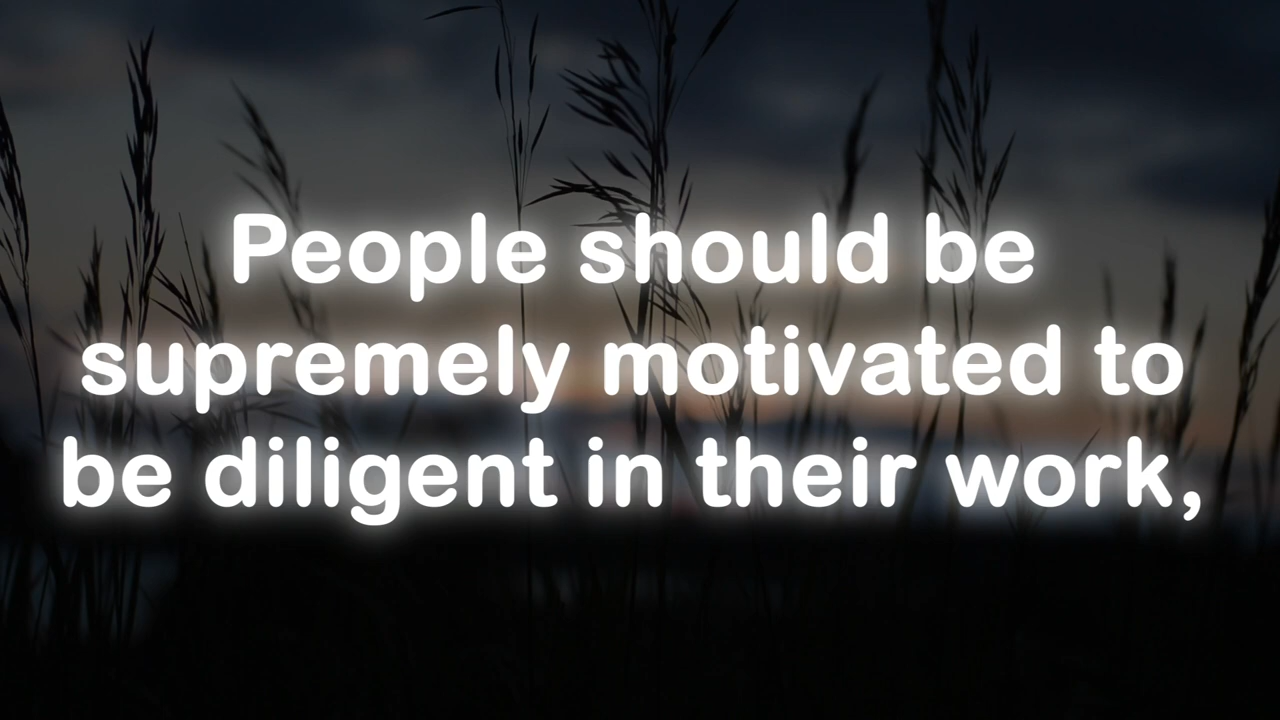 People should be
supremely motivated to
be diligent in their work,